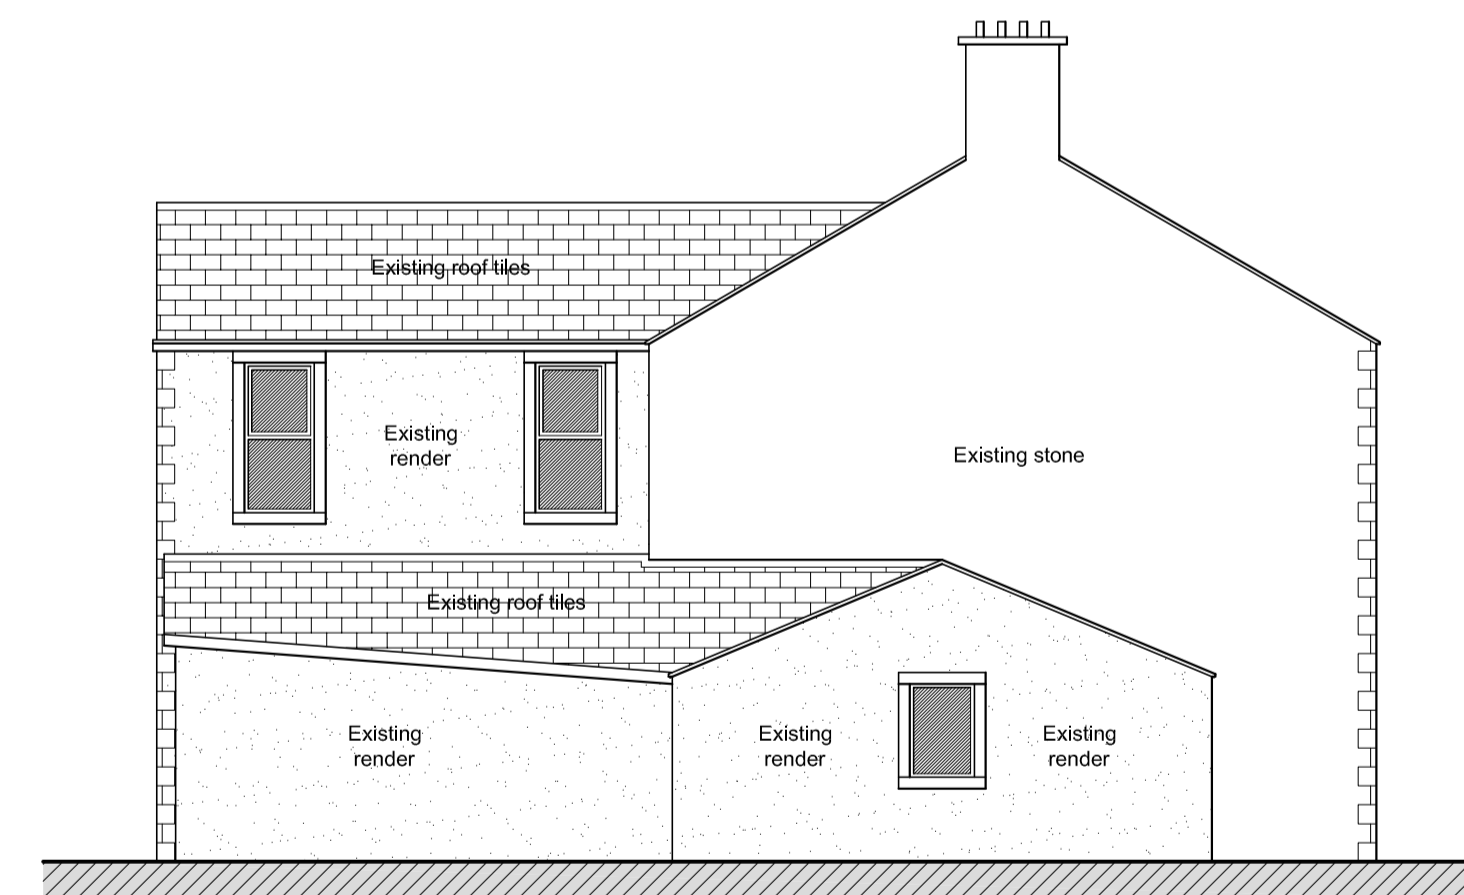 Existing roof tiles
Existing
render
Existing stone
Existing roof tiles
Existing
render
Existing
render
Existing
render